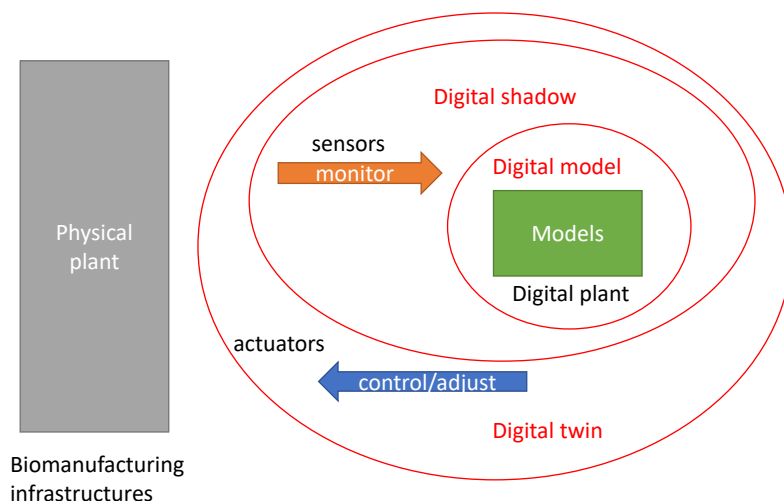 Digital shadow
sensors
monitor
Digital model
Physical
plant
Models
Digital plant
actuators
control/adjust
Digital twin
Biomanufacturing
infrastructures